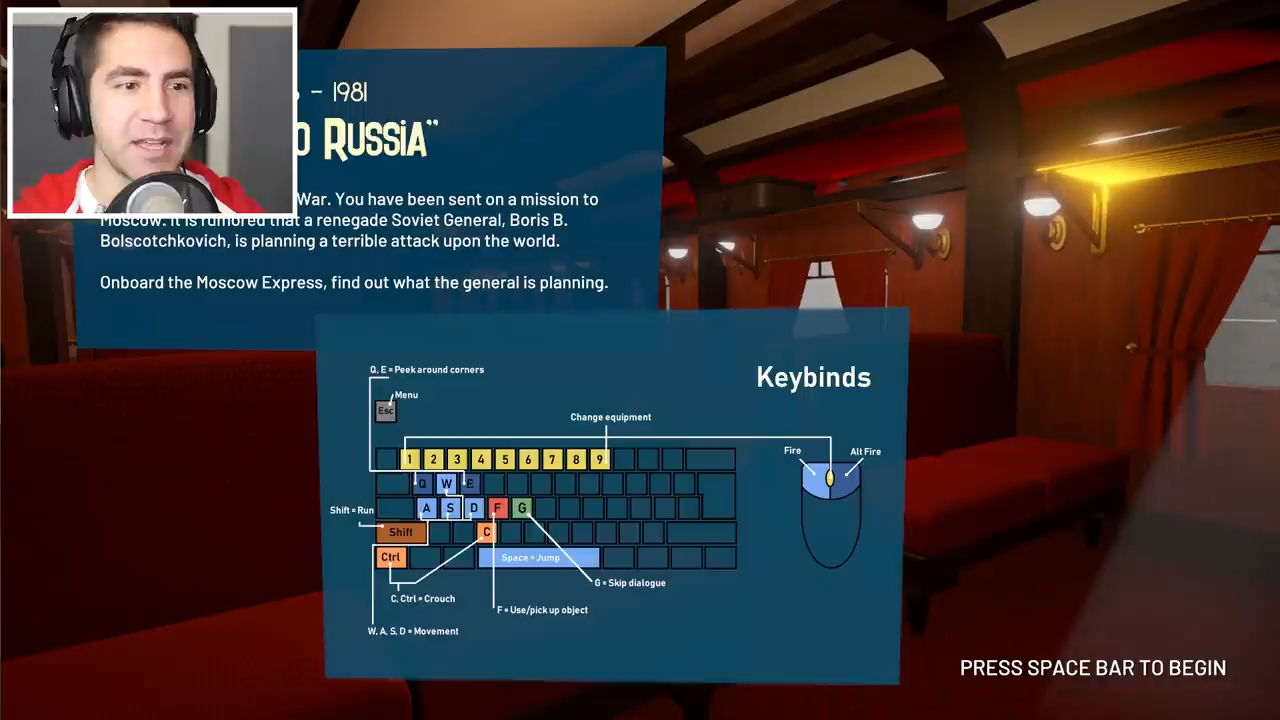 – 1981
RUSSIA"
War. You have been sent on a mission to
Moscow. It is rumored that a renegade Soviet General, Boris B.
Bolscotchkovich, is planning a terrible attack upon the world.
Onboard the Moscow Express, find out what the general is planning.
Keybinds
Q, E = Peek around corners
Menu
Esc
Change equipment
Fire
Alt Fire
1 2 3 4 5 6 7 8 9
Q W E
A S D F G
Shift = Run
Shift
C
Ctrl
Space = Jump
G = Skip dialogue
C, Ctrl = Crouch
F = Use/pick up object
W, A, S, D = Movement
PRESS SPACE BAR TO BEGIN